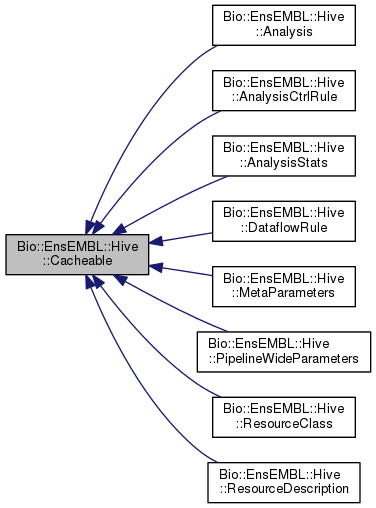 Bio::EnsEMBL::Hive
::Analysis
Bio::EnsEMBL::Hive
::AnalysisCtrlRule
Bio::EnsEMBL::Hive
::AnalysisStats
Bio::EnsEMBL::Hive
::DataflowRule
Bio::EnsEMBL::Hive
::Cacheable
Bio::EnsEMBL::Hive
::MetaParameters
Bio::EnsEMBL::Hive
::PipelineWideParameters
Bio::EnsEMBL::Hive
::ResourceClass
Bio::EnsEMBL::Hive
::ResourceDescription